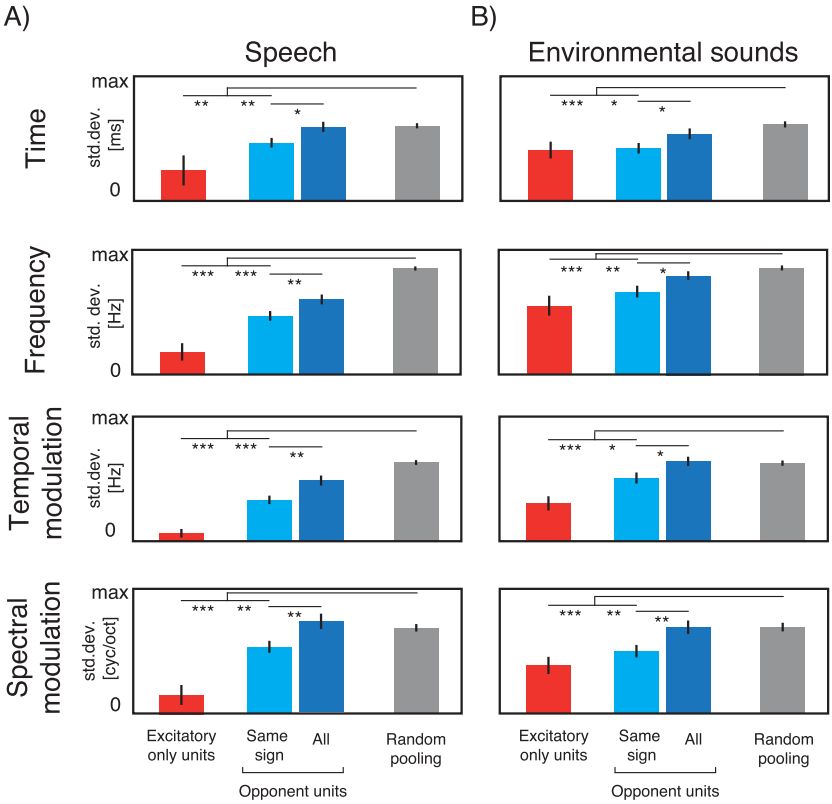 A)
B)
Speech
Environmental sounds
Time
std.dev.
[ms]
max
0
** ** *
*** * *
Frequency
std. dev.
[Hz]
max
0
*** *** **
*** ** *
Temporal
modulation
std.dev.
[Hz]
max
0
*** *** **
*** * *
Spectral
modulation
std.dev.
[cyc/oct]
max
0
*** ** **
*** ** **
Excitatory
only units
Same
sign
All
Random
pooling
Opponent units
Excitatory
only units
Same
sign
All
Random
pooling
Opponent units